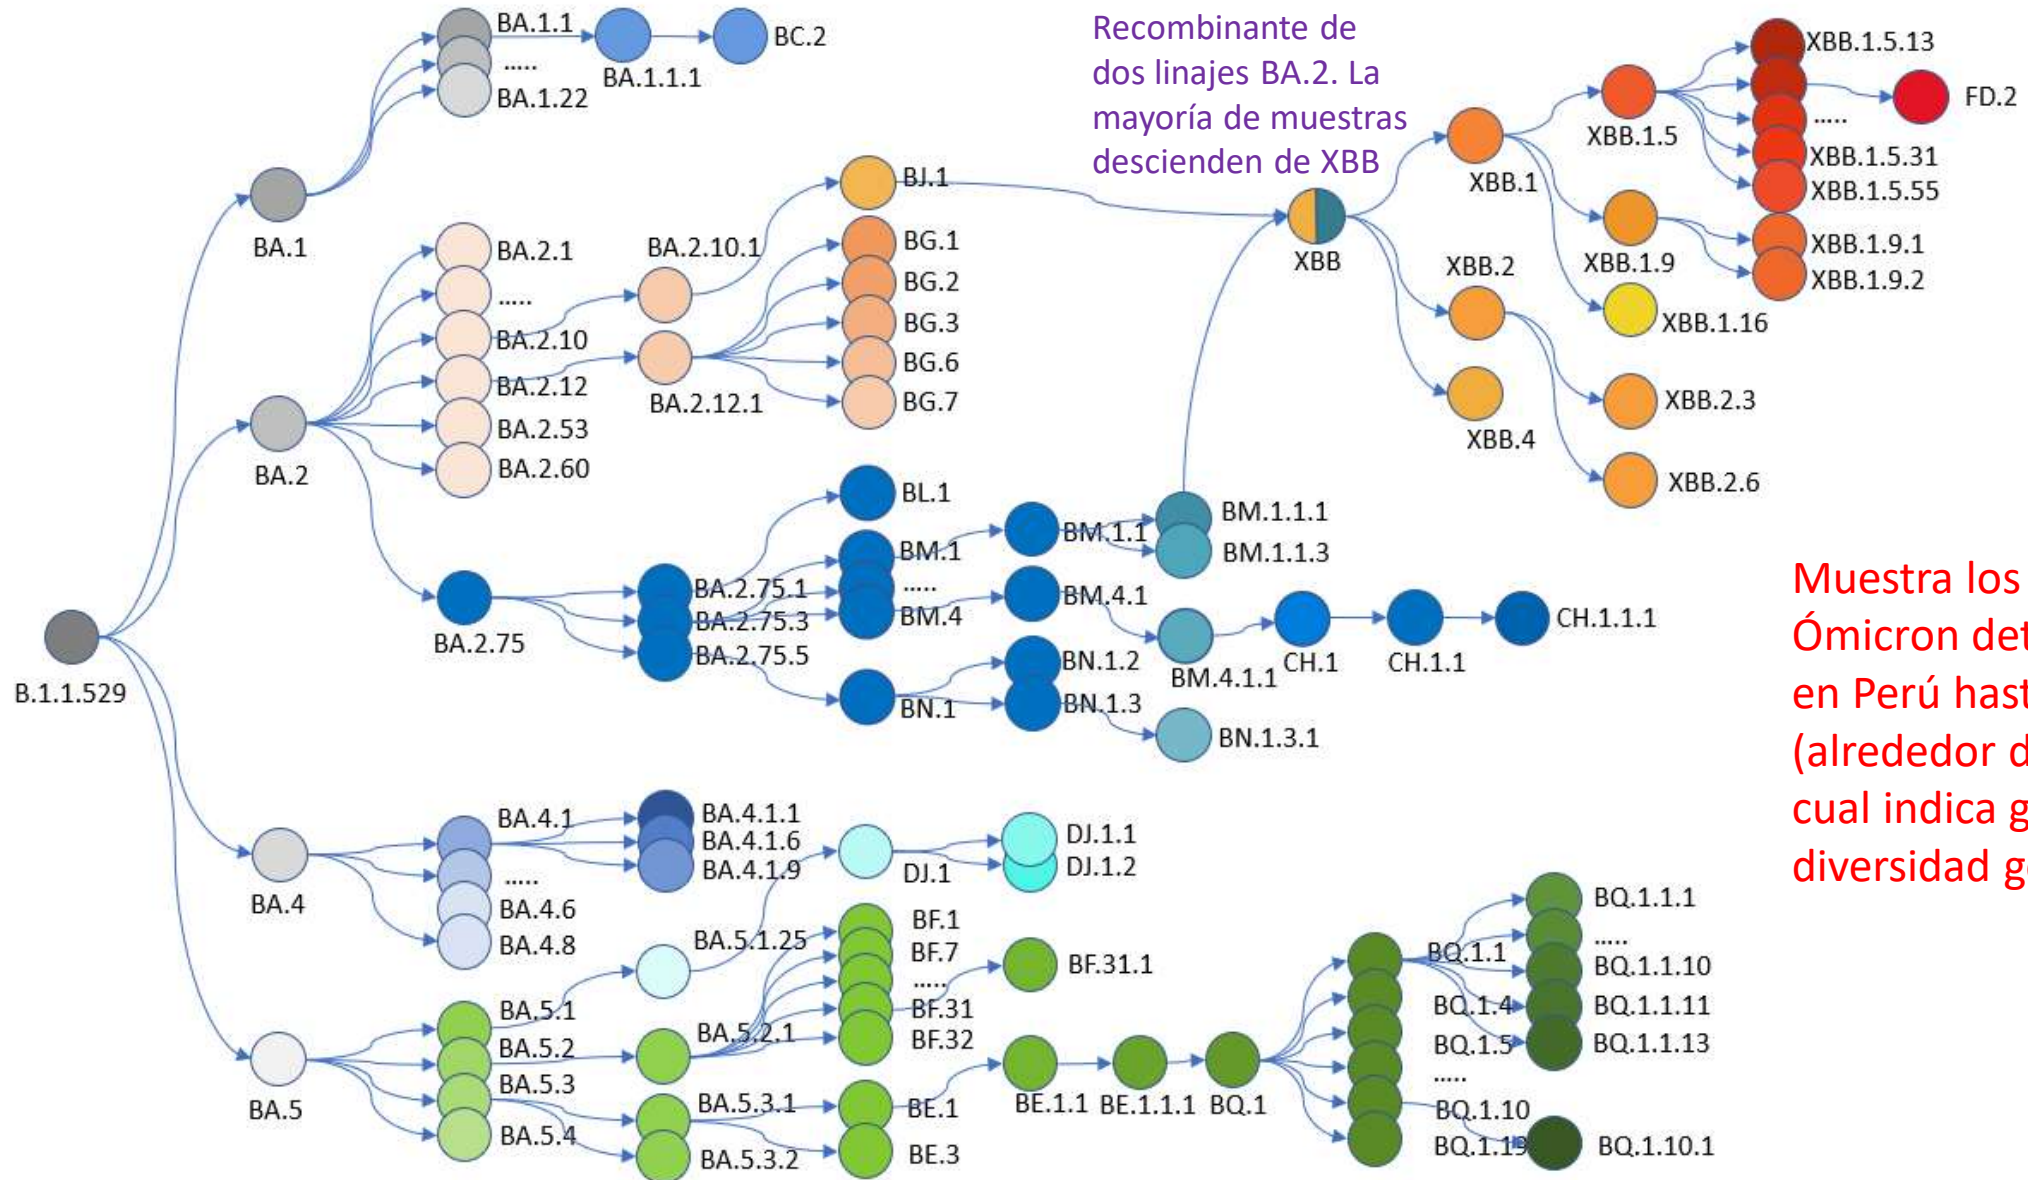 BA.1.1
BC.2
.....
BA.1.1.1
BA.1.22
BA.1
Recombinante de
dos linajes BA.2. La
mayoría de muestras
descienden de XBB
XBB.1.5.13
FD.2
XBB.1.5
.....
XBB.1.5.31
XBB.1.5.55
XBB.1
XBB.1.9.1
XBB.1.9
XBB.1.9.2
XBB
XBB.2
XBB.1.16
XBB.2.3
XBB.4
XBB.2.6
BJ.1
BA.2.1
BA.2.10.1
BG.1
.....
BG.2
BA.2.10
BG.3
BG.6
BA.2.12
BA.2.12.1
BG.7
BA.2.53
BA.2.60
BA.2
BL.1
BM.1.1.1
BM.1.1
BM.1.1.3
BM.1
BA.2.75.1
.....
BM.4.1
BA.2.75.3
BM.4
CH.1.1.1
BA.2.75
BA.2.75.5
BN.1.2
BM.4.1.1
CH.1
CH.1.1
BN.1
BN.1.3
BN.1.3.1
B.1.1.529
Muestra los
Ómicron
en Perú
cual indica
diversidad
BA.4.1
BA.4.1.1
BA.4.1.6
BA.4.1.9
.....
BA.4
BA.4.6
BA.4.8
DJ.1.1
DJ.1
DJ.1.2
BA.5.1.25
BF.1
BF.7
.....
BF.31.1
BF.31
BF.32
BA.5.1
BA.5.2
BA.5.2.1
BA.5.3
BA.5
BA.5.4
BA.5.3.1
BE.1
BA.5.3.2
BE.3
BE.1.1
BE.1.1.1
BQ.1
BQ.1.1
BQ.1.1.1
.....
BQ.1.1.10
BQ.1.4
BQ.1.1.11
BQ.1.5
BQ.1.1.13
.....
BQ.1.10
BQ.1.19
BQ.1.10.1